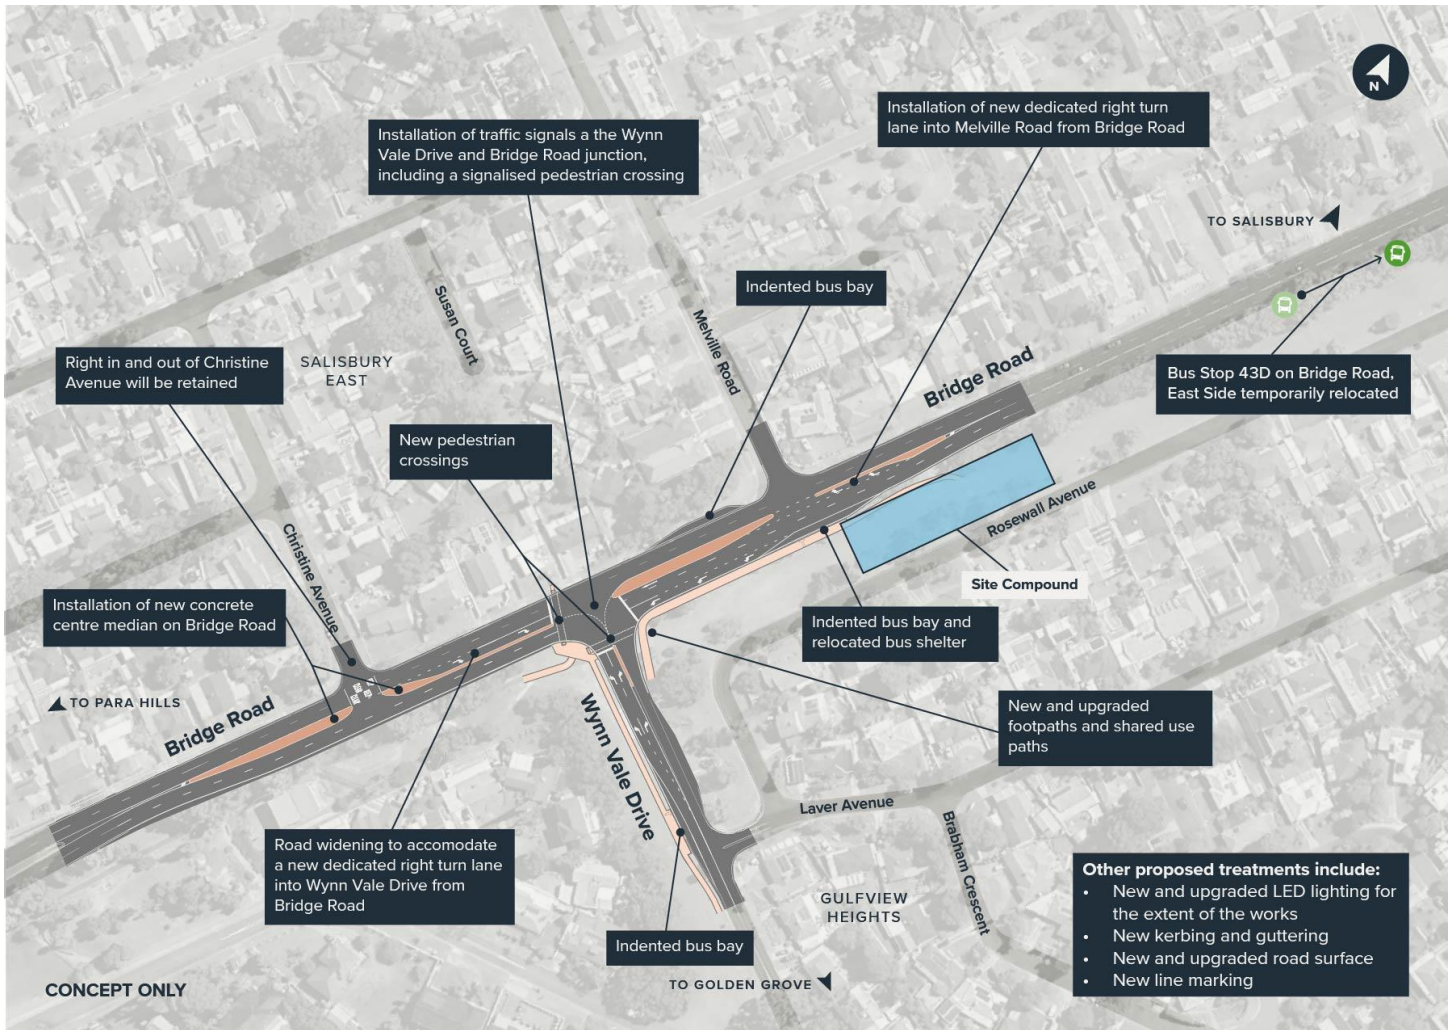 N
Installation of new dedicated right turn
lane into Melville Road from Bridge Road
Installation of traffic signals a the Wynn
Vale Drive and Bridge Road junction,
including a signalised pedestrian crossing
TO SALISBURY
Susan Court
Indented bus bay
Melville Road
Right in and out of Christine
Avenue will be retained
SALISBURY
EAST
Bridge Road
Bus Stop 43D on Bridge Road,
East Side temporarily relocated
New pedestrian
crossings
Christine Avenue
Rosewall Avenue
Site Compound
Installation of new concrete
centre median on Bridge Road
Indented bus bay and
relocated bus shelter
TO PARA HILLS
Bridge Road
Wynn Vale Drive
New and upgraded
footpaths and shared use
paths
Laver Avenue
Brabham Crescent
Road widening to accomodate
a new dedicated right turn lane
into Wynn Vale Drive from
Bridge Road
GULFVIEW
HEIGHTS
Other proposed treatments include:
• New and upgraded LED lighting for
the extent of the works
• New kerbing and guttering
• New and upgraded road surface
• New line marking
Indented bus bay
TO GOLDEN GROVE
CONCEPT ONLY